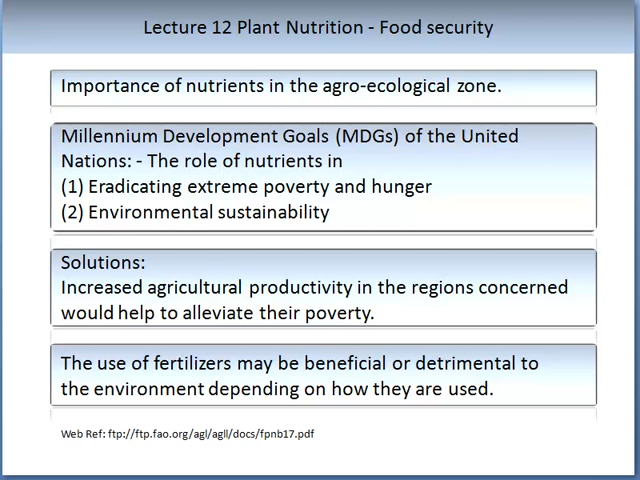 Lecture 12 Plant Nutrition - Food security
Importance of nutrients in the agro-ecological zone.
Millennium Development Goals (MDGs) of the United
Nations: - The role of nutrients in
(1) Eradicating extreme poverty and hunger
(2) Environmental sustainability
Solutions:
Increased agricultural productivity in the regions concerned
would help to alleviate their poverty.
The use of fertilizers may be beneficial or detrimental to
the environment depending on how they are used.
Web Ref: ftp://ftp.fao.org/agl/agll/docs/fpnb17.pdf